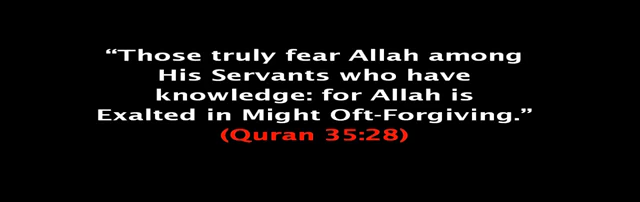 “Those truly fear Allah among
His Servants who have
knowledge: for Allah is
Exalted in Might Oft-Forgiving.”
(Quran 35:28)